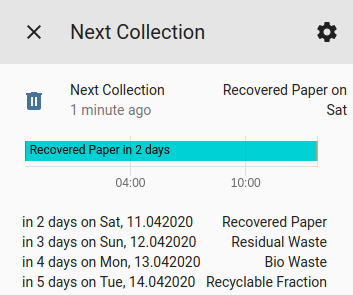 Next Collection
Next Collection Recovered Paper on
1 minute ago Sat
Recovered Paper in 2 days
04:00 10:00
in 2 days on Sat, 11.042020 Recovered Paper
in 3 days on Sun, 12.042020 Residual Waste
in 4 days on Mon, 13.042020 Bio Waste
in 5 days on Tue, 14.042020 Recyclable Fraction